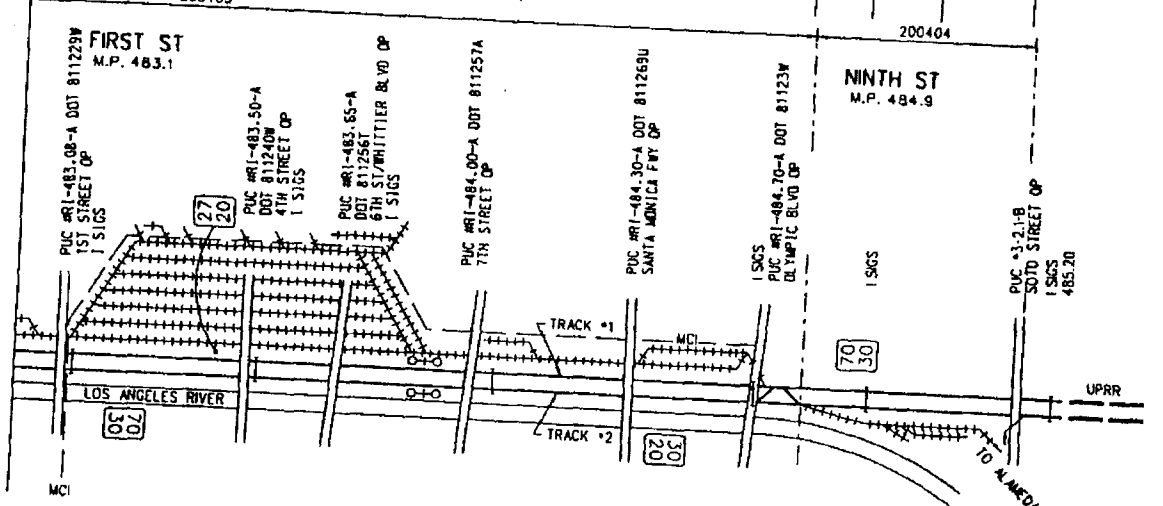 200404
FIRST ST
M.P. 483.1
NINTH ST
M.P. 484.9
PUC #RI-483.08-A DOT 811229W
1ST STREET OP
1 SIGS
27
20
PUC #RI-483.50-A
DOT 811240W
4TH STREET OP
1 SIGS
PUC #RI-483.65-A
DOT 811256T
6TH ST/WHITTIER BLVD OP
1 SIGS
PUC #RI-484.00-A DOT 811257A
7TH STREET OP
PUC #RI-484.30-A DOT 811269U
SANTA MONICA FWY OP
1 SIGS
PUC #RI-484.70-A DOT 81123W
OLYMPIC BLVD OP
1 SIGS
PUC *3-2.1-B
SOTO STREET OP
1 SIGS
485.20
TRACK *1
MCI
70
30
UPRR
LOS ANGELES RIVER
70
30
TRACK *2
30
20
MCI